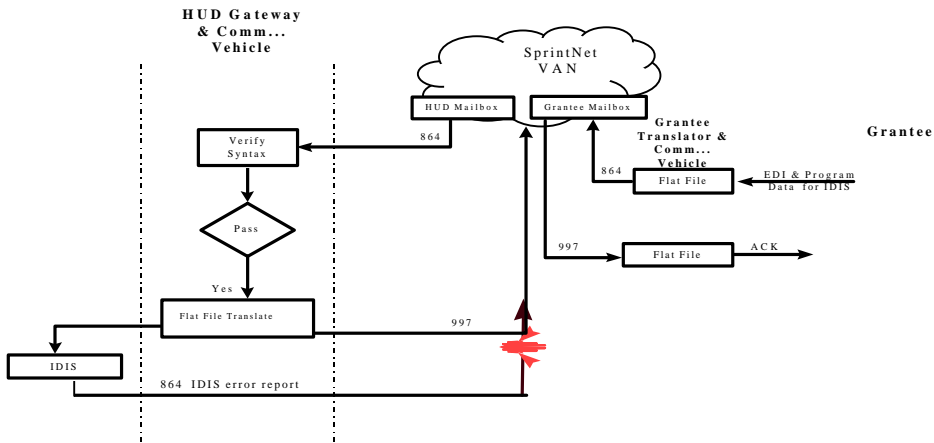 HUD Gateway
& Comm...
Vehicle
SprintNet
VAN
HUD Mailbox
Grantee Mailbox
Grantee
Translator &
Comm...
Vehicle
Grantee
864
Verify
Syntax
864
Flat File
EDI & Program
Data for IDIS
Pass
997
Flat File
ACK
Yes
Flat File Translate
997
IDIS
864 IDIS error report